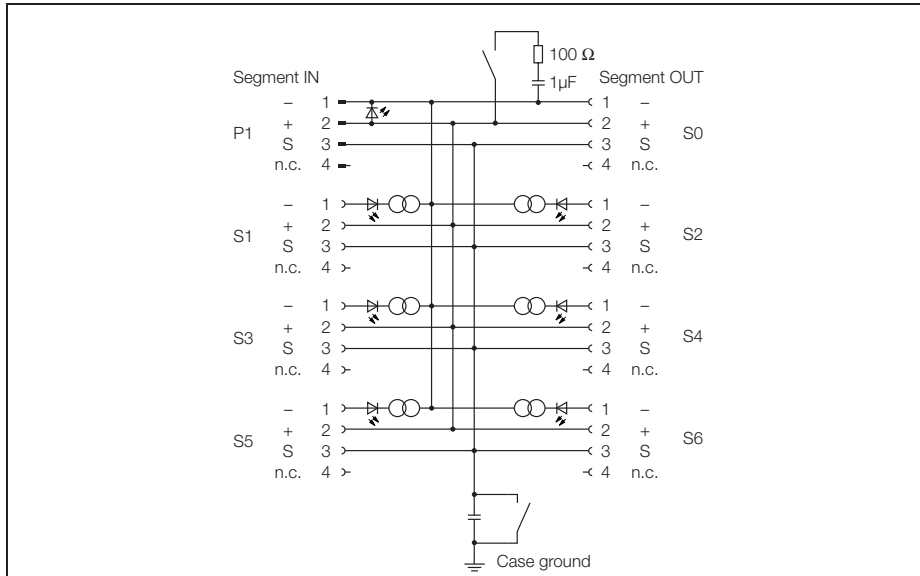 100 Ω
Segment IN 1µF Segment OUT
– 1 1 –
+ 2 2 +
P1 S0
S 3 3 S
n.c. 4 4 n.c.
– 1 1 –
+ 2 2 +
S1 S2
S 3 3 S
n.c. 4 4 n.c.
– 1 1 –
+ 2 2 +
S3 S4
S 3 3 S
n.c. 4 4 n.c.
– 1 1 –
+ 2 2 +
S5 S6
S 3 3 S
n.c. 4 4 n.c.
Case ground